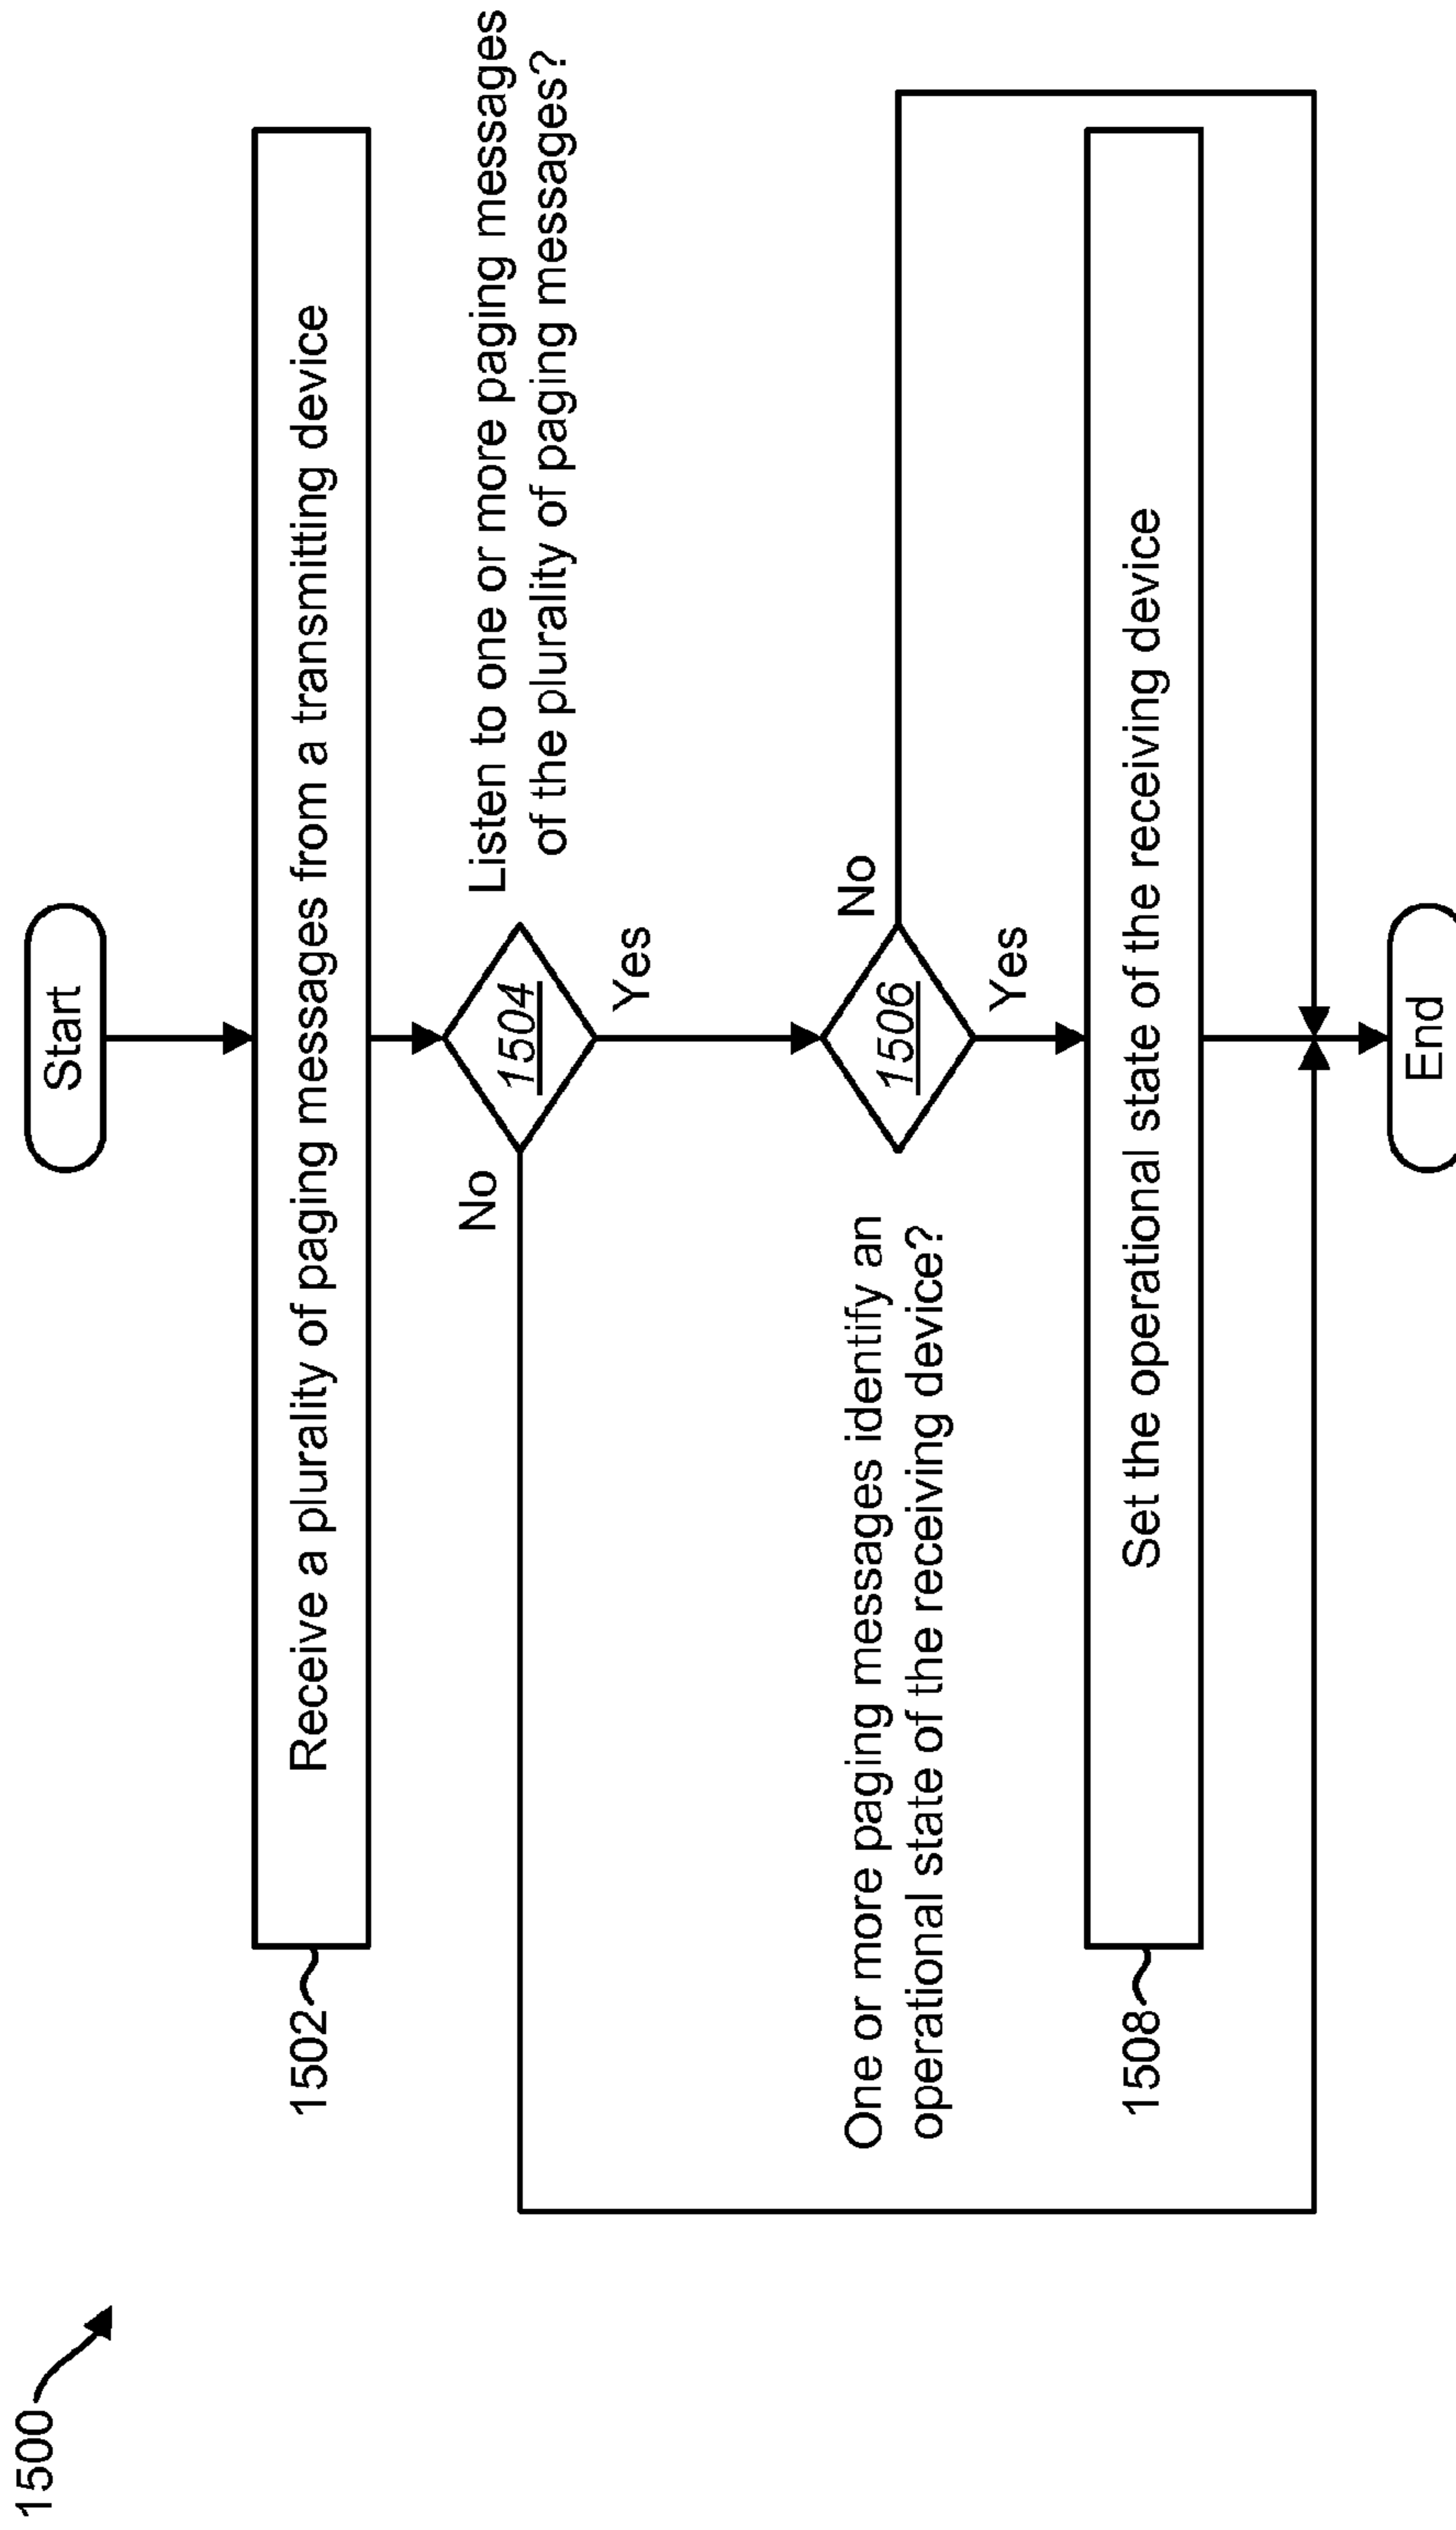 1500
Start
Receive a plurality of paging messages from a transmitting device
1502
Listen to one or more paging messages
of the plurality of paging messages?
1504
No
Yes
One or more paging messages identify an
operational state of the receiving device?
1506
No
Yes
Set the operational state of the receiving device
1508
End